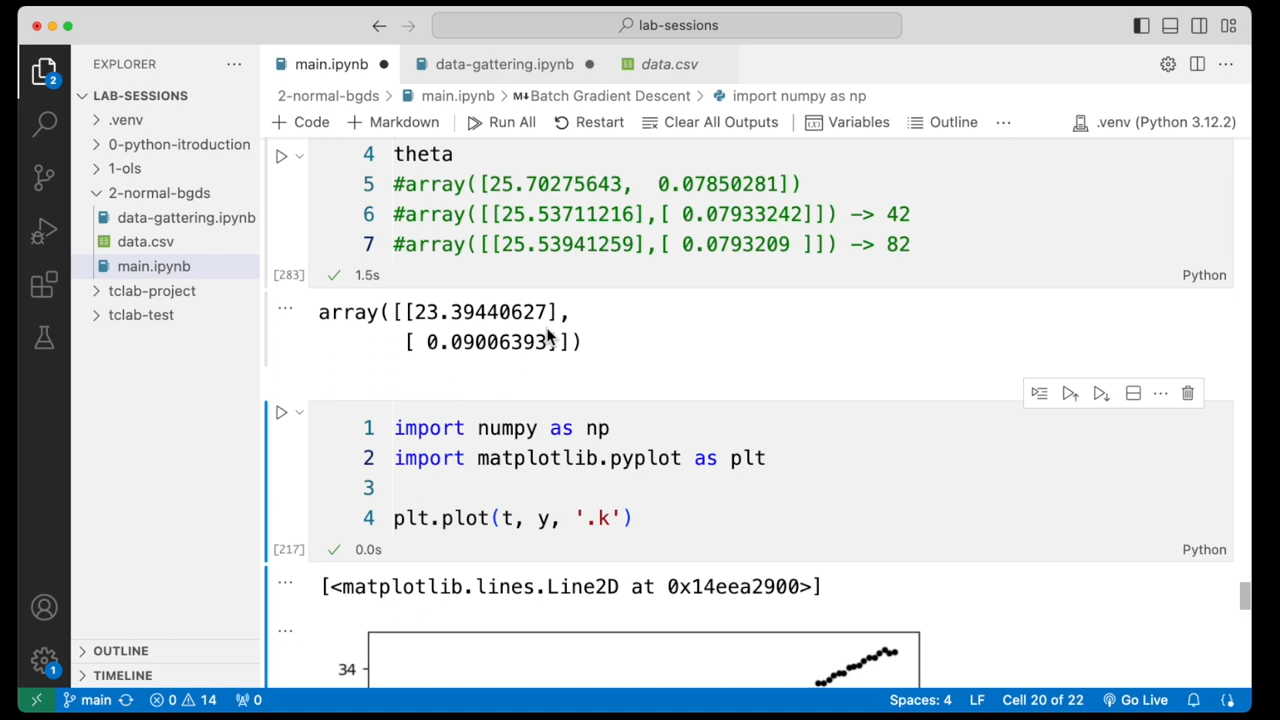 lab-sessions
EXPLORER
main.ipynb
data-gattering.ipynb
data.csv
LAB-SESSIONS
2-normal-bgds > main.ipynb > M↓Batch Gradient Descent > import numpy as np
+ Code + Markdown Run All Restart Clear All Outputs Variables Outline ... .venv (Python 3.12.2)
.venv
0-python-itroduction
1-ols
2-normal-bgds
data-gattering.ipynb
data.csv
main.ipynb
tclab-project
tclab-test
4 theta
5 #array([25.70275643,  0.07850281])
6 #array([[25.53711216],[ 0.07933242]]) -> 42
7 #array([[25.53941259],[ 0.0793209 ]]) -> 82
[283] 1.5s Python
array([[23.39440627],
[ 0.09006393]])
1 import numpy as np
2 import matplotlib.pyplot as plt
3
4 plt.plot(t, y, '.k')
[217] 0.0s Python
[<matplotlib.lines.Line2D at 0x14eea2900>]
34
OUTLINE
TIMELINE
2
1
main 0 14 0 Spaces: 4 LF Cell 20 of 22 Go Live